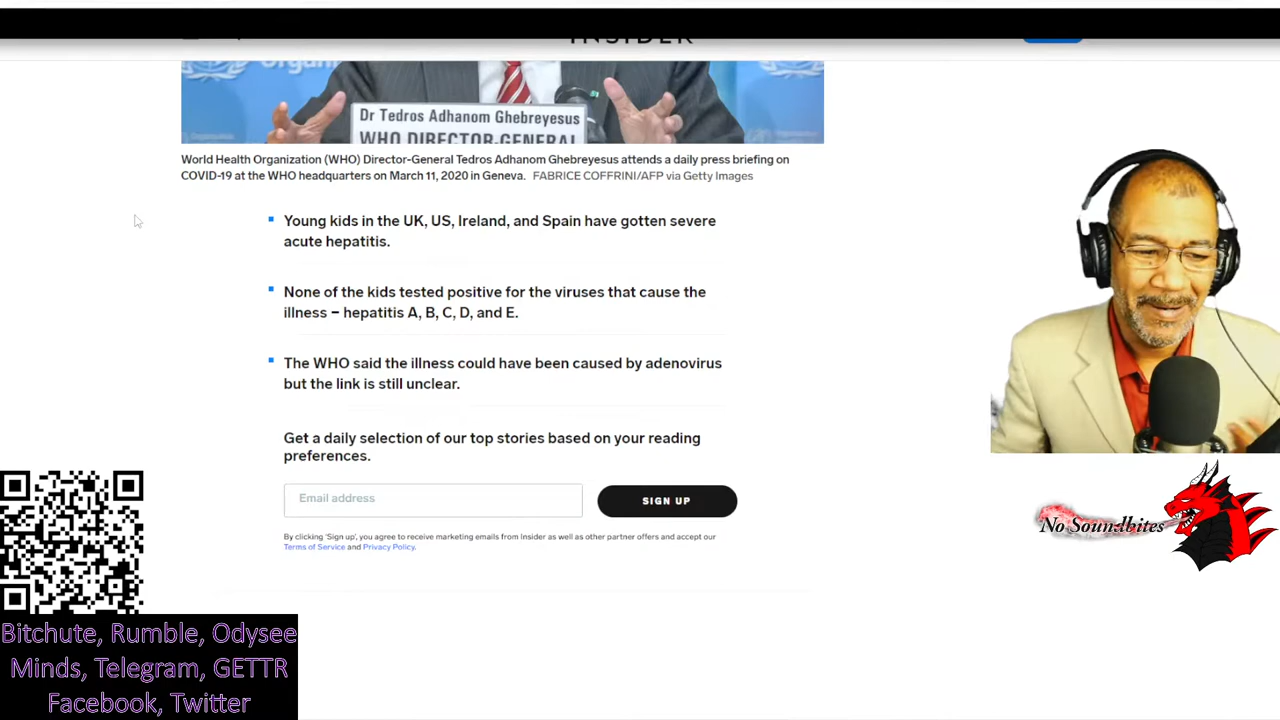 INSIDER
Organi
Dr Tedros Adhanom Ghebreyesus
WHO DIRECTOR-GENERAL
World Health Organization (WHO) Director-General Tedros Adhanom Ghebreyesus attends a daily press briefing on
COVID-19 at the WHO headquarters on March 11, 2020 in Geneva. FABRICE COFFRINI/AFP via Getty Images
Young kids in the UK, US, Ireland, and Spain have gotten severe
acute hepatitis.
None of the kids tested positive for the viruses that cause the
illness – hepatitis A, B, C, D, and E.
The WHO said the illness could have been caused by adenovirus
but the link is still unclear.
Get a daily selection of our top stories based on your reading
preferences.
Email address
SIGN UP
By clicking 'Sign up', you agree to receive marketing emails from Insider as well as other partner offers and accept our
Terms of Service and Privacy Policy.
No Soundbites
Bitchute, Rumble, Odysee
Minds, Telegram, GETTR
Facebook, Twitter